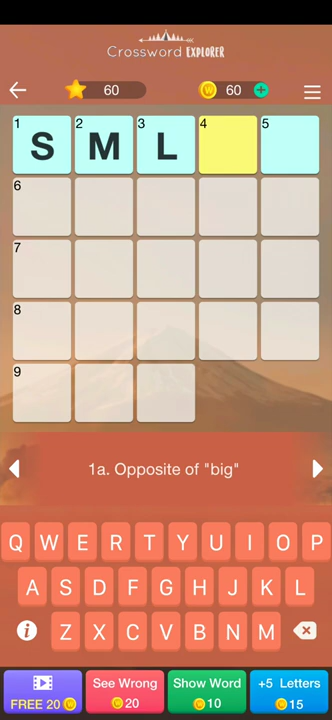 Crossword EXPLORER
60 W 60
1 2 3 4 5
S M L
6
7
8
9
1a. Opposite of "big"
Q W E R T Y U I O P
A S D F G H J K L
i Z X C V B N M
See Wrong Show Word +5 Letters
FREE 20 20 10 15